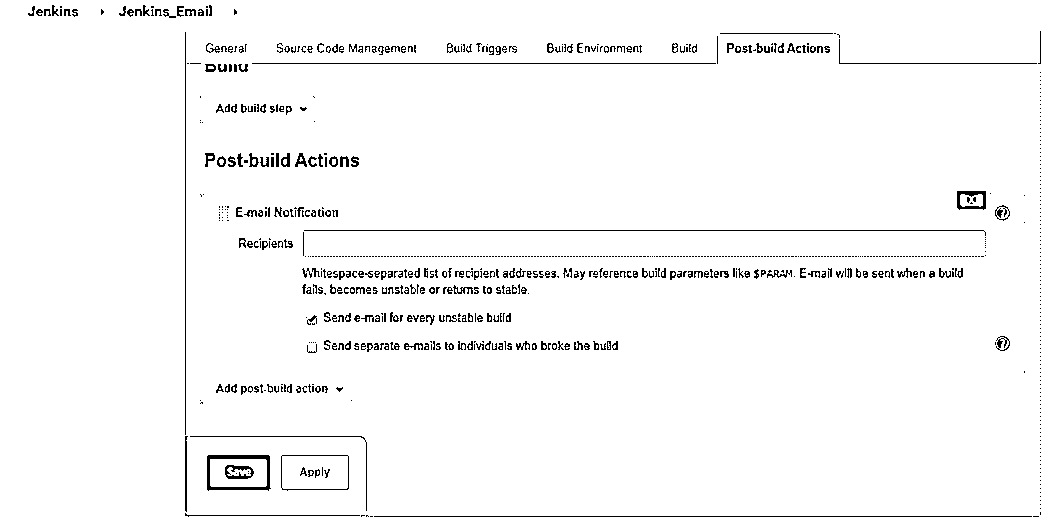 Jenkins › Jenkins_Email ›
General Source Code Management Build Triggers Build Environment Build Post-build Actions
Build
Add build step
Post-build Actions
X
E-mail Notification
Recipients
Whitespace-separated list of recipient addresses. May reference build parameters like $PARAM. E-mail will be sent when a build
fails, becomes unstable or returns to stable.
Send e-mail for every unstable build
Send separate e-mails to individuals who broke the build
Add post-build action
Save Apply